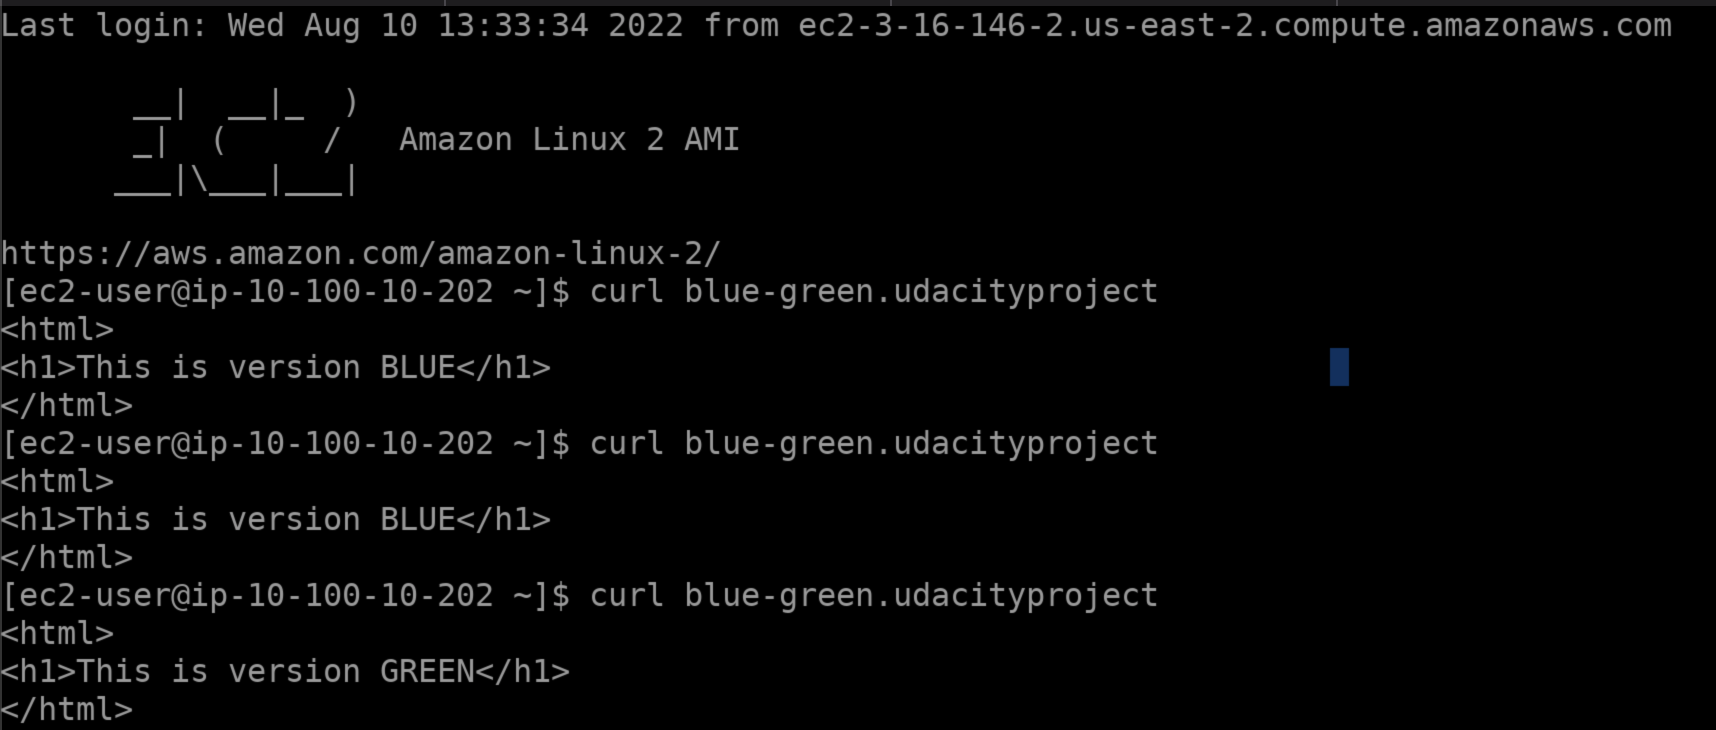 Last login: Wed Aug 10 13:33:34 2022 from ec2-3-16-146-2.us-east-2.compute.amazonaws.com
       __|  __|_  )
       _|  (     /   Amazon Linux 2 AMI
      ___|\___|___|
https://aws.amazon.com/amazon-linux-2/
[ec2-user@ip-10-100-10-202 ~]$ curl blue-green.udacityproject
<html>
<h1>This is version BLUE</h1>
</html>
[ec2-user@ip-10-100-10-202 ~]$ curl blue-green.udacityproject
<html>
<h1>This is version BLUE</h1>
</html>
[ec2-user@ip-10-100-10-202 ~]$ curl blue-green.udacityproject
<html>
<h1>This is version GREEN</h1>
</html>